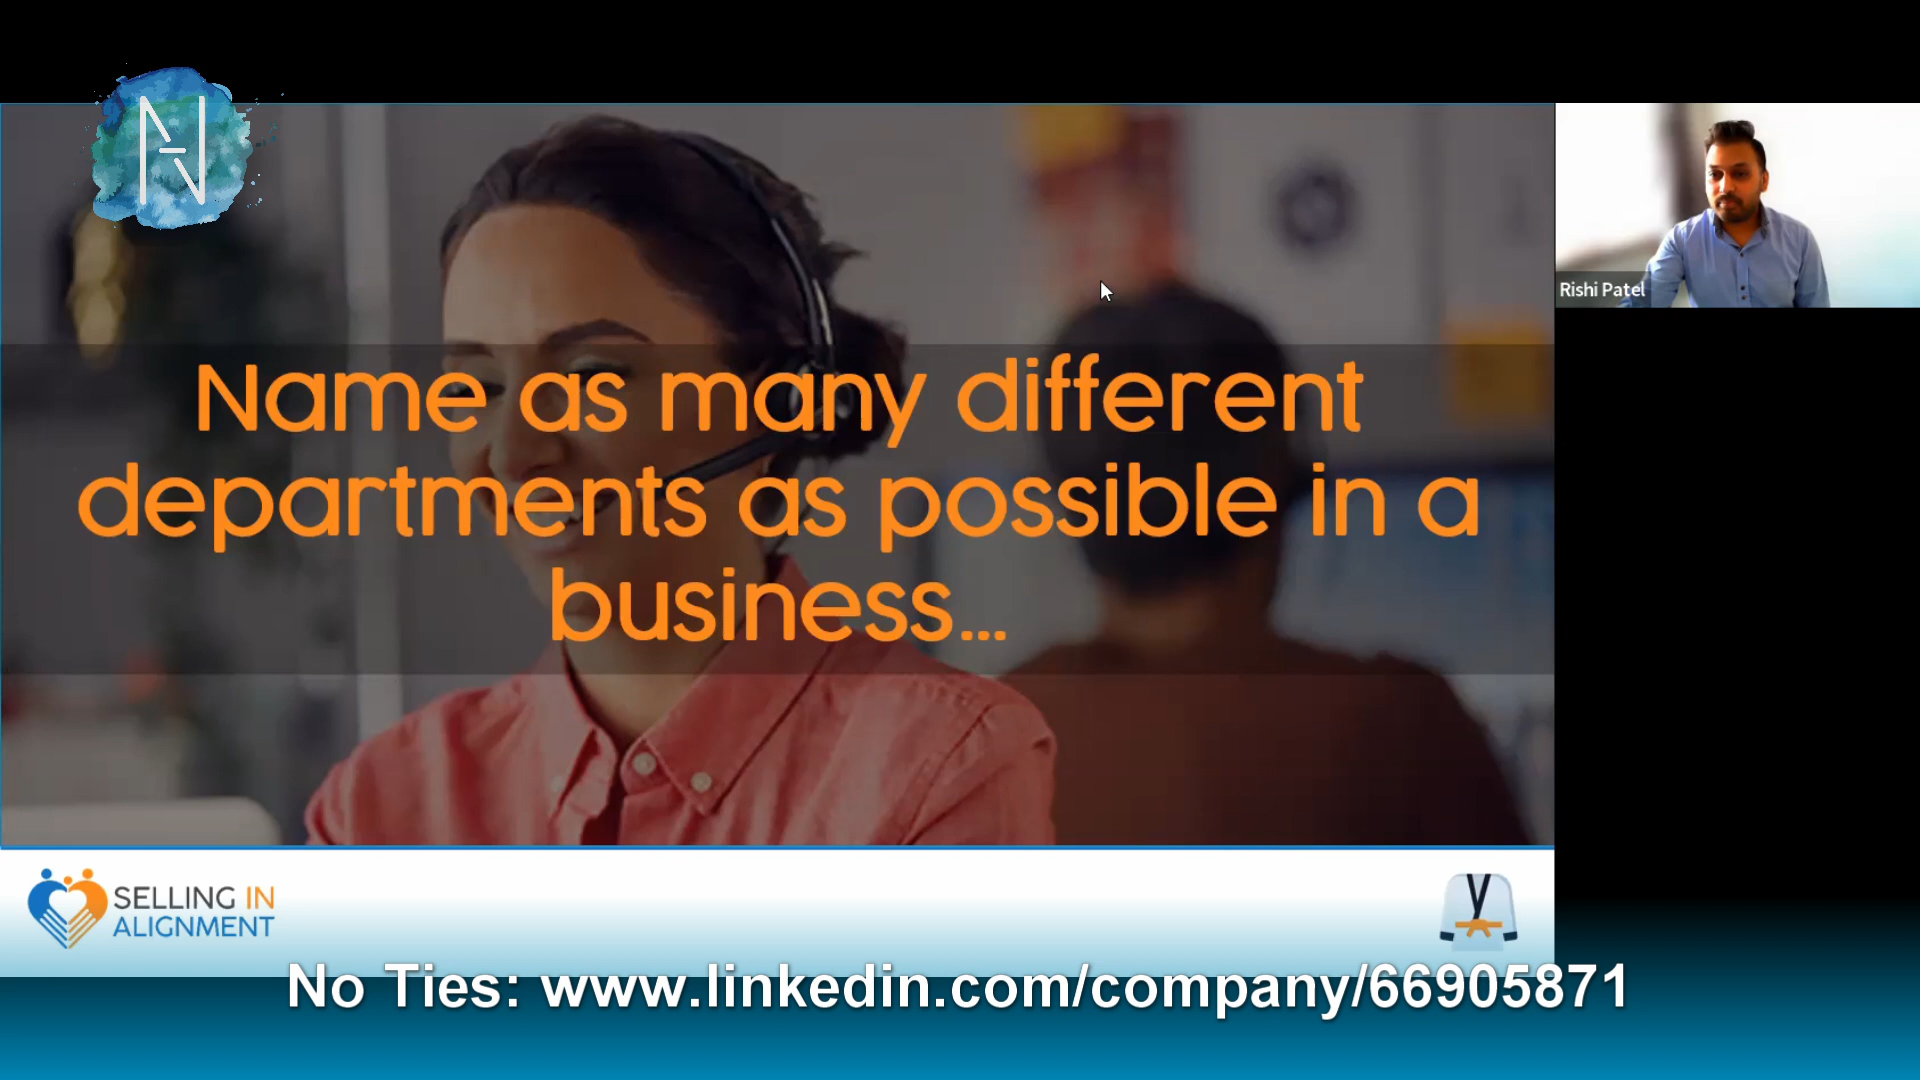 N
Name as many different
departments as possible in a
business...
Rishi Patel
SELLING IN
ALIGNMENT
No Ties: www.linkedin.com/company/66905871